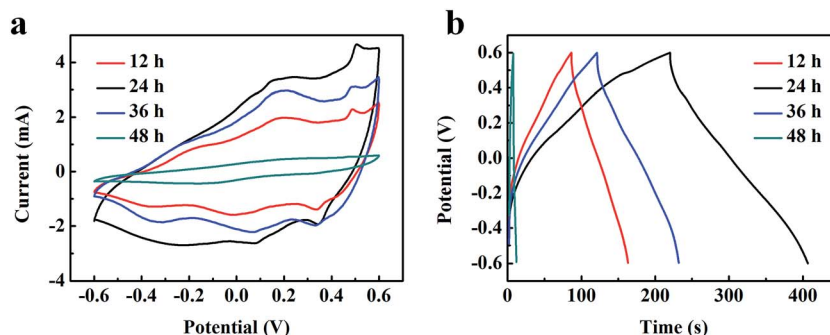 a
12 h
24 h
36 h
48 h
4
2
0
-2
-4
-0.6 -0.4 -0.2 0.0 0.2 0.4 0.6
Current (mA)
Potential (V)
b
12 h
24 h
36 h
48 h
0.6
0.4
0.2
0.0
-0.2
-0.4
-0.6
0 100 200 300 400
Potential (V)
Time (s)